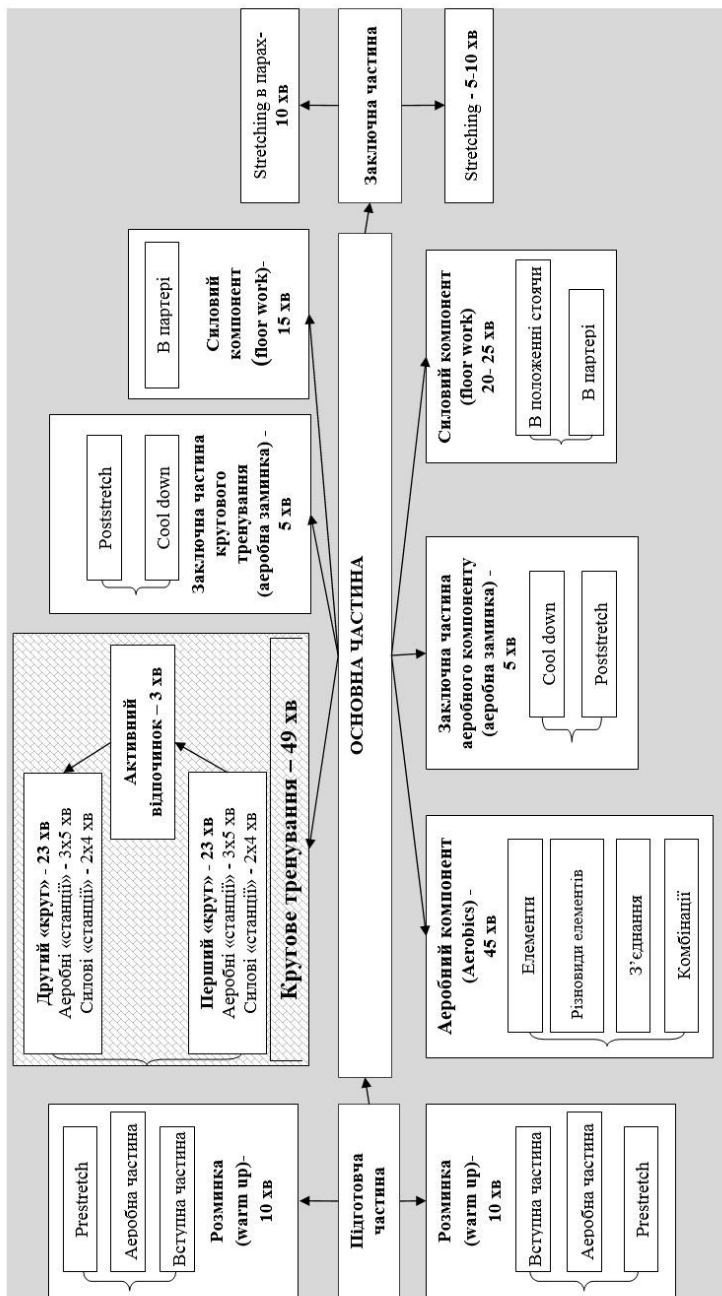 Prestretch
Аеробна частина
Вступна частина
Розминка
(warm up)-
10 хв
Другий «круг» - 23 хв
Аеробні «станції» - 3х5 хв
Силові «станції» - 2х4 хв
Активний
відпочинок – 3 хв
Перший «круг» - 23 хв
Аеробні «станції» - 3х5 хв
Силові «станції» - 2х4 хв
Кругове тренування – 49 хв
Poststretch
Cool down
Заключна частина
кругового
тренування
(аеробна заминка) -
5 хв
В партері
Силовий
компонент
(floor work)-
15 хв
Stretching в парах-
10 хв
Підготовча
частина
ОСНОВНА ЧАСТИНА
Заключна частина
Розминка
(warm up)-
10 хв
Вступна частина
Аеробна частина
Prestretch
Аеробний компонент
(Aerobics) -
45 хв
Елементи
Різновиди елементів
З’єднання
Комбінації
Заключна частина
аеробного компоненту
(аеробна заминка) -
5 хв
Cool down
Poststretch
Силовий компонент
(floor work)
20- 25 хв
В положенні стоячи
В партері
Stretching - 5-10 хв